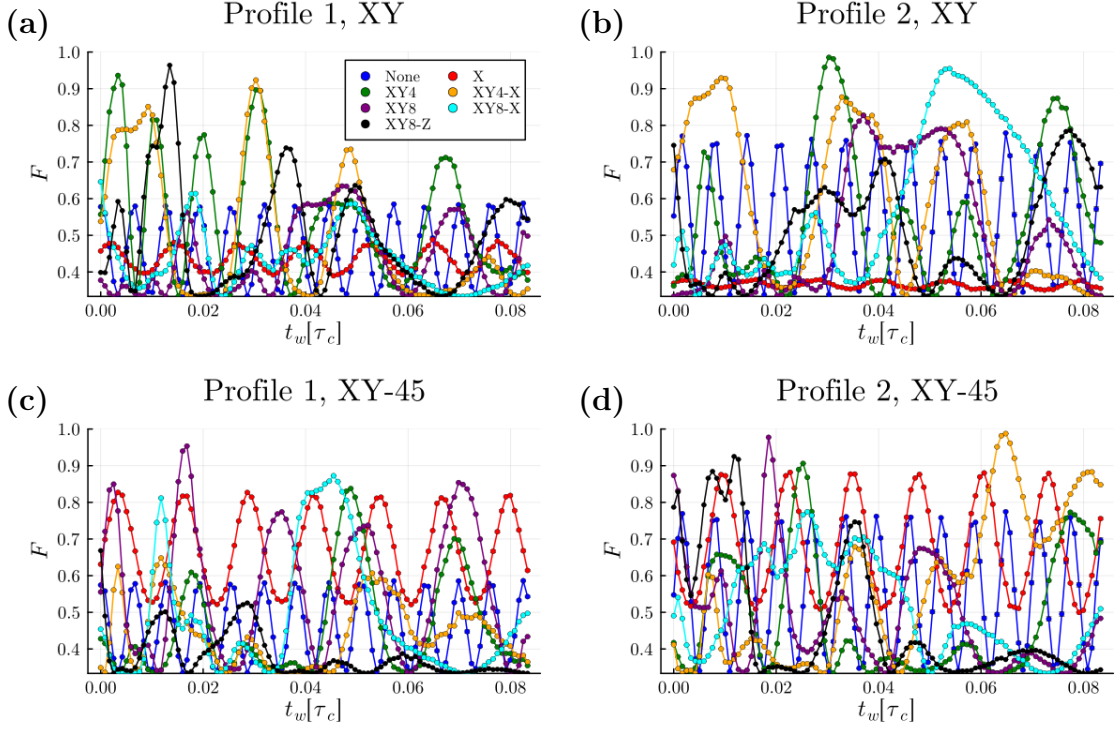 (a) Profile 1, XY
F
1.0
0.9
0.8
0.7
0.6
0.5
0.4
None X
XY4 XY4-X
XY8 XY8-X
XY8-Z
0.00 0.02 0.04 0.06 0.08
t_w[τ_c]
(b) Profile 2, XY
F
1.0
0.9
0.8
0.7
0.6
0.5
0.4
0.00 0.02 0.04 0.06 0.08
t_w[τ_c]
(c) Profile 1, XY-45
F
1.0
0.9
0.8
0.7
0.6
0.5
0.4
0.00 0.02 0.04 0.06 0.08
t_w[τ_c]
(d) Profile 2, XY-45
F
1.0
0.9
0.8
0.7
0.6
0.5
0.4
0.00 0.02 0.04 0.06 0.08
t_w[τ_c]